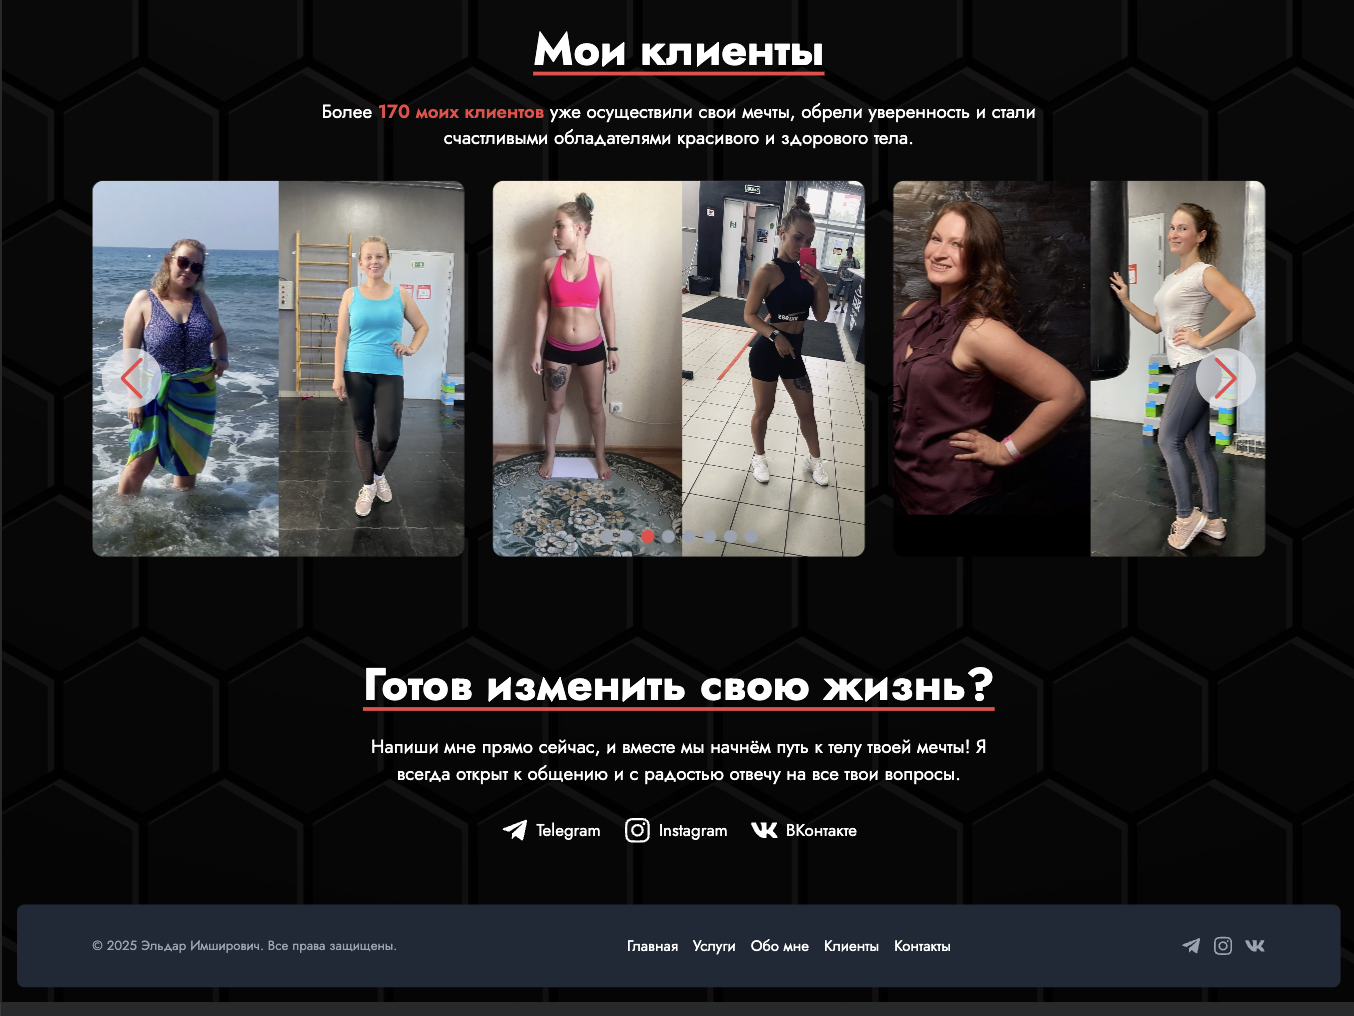 Мои клиенты
Более 170 моих клиентов уже осуществили свои мечты, обрели уверенность и стали
счастливыми обладателями красивого и здорового тела.
Готов изменить свою жизнь?
Напиши мне прямо сейчас, и вместе мы начнём путь к телу твоей мечты! Я
всегда открыт к общению и с радостью отвечу на все твои вопросы.
Telegram Instagram ВКонтакте
© 2025 Эльдар Имширович. Все права защищены.
Главная Услуги Обо мне Клиенты Контакты